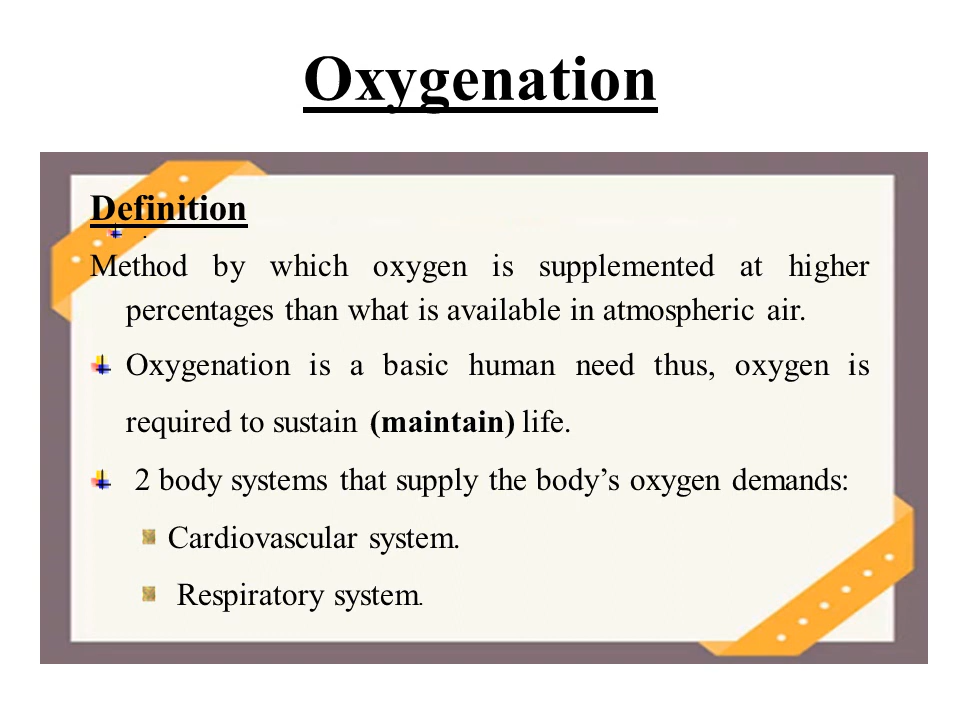 Oxygenation
Definition
.
Method by which oxygen is supplemented at higher
percentages than what is available in atmospheric air.
Oxygenation is a basic human need thus, oxygen is
required to sustain (maintain) life.
2 body systems that supply the body’s oxygen demands:
Cardiovascular system.
Respiratory system.